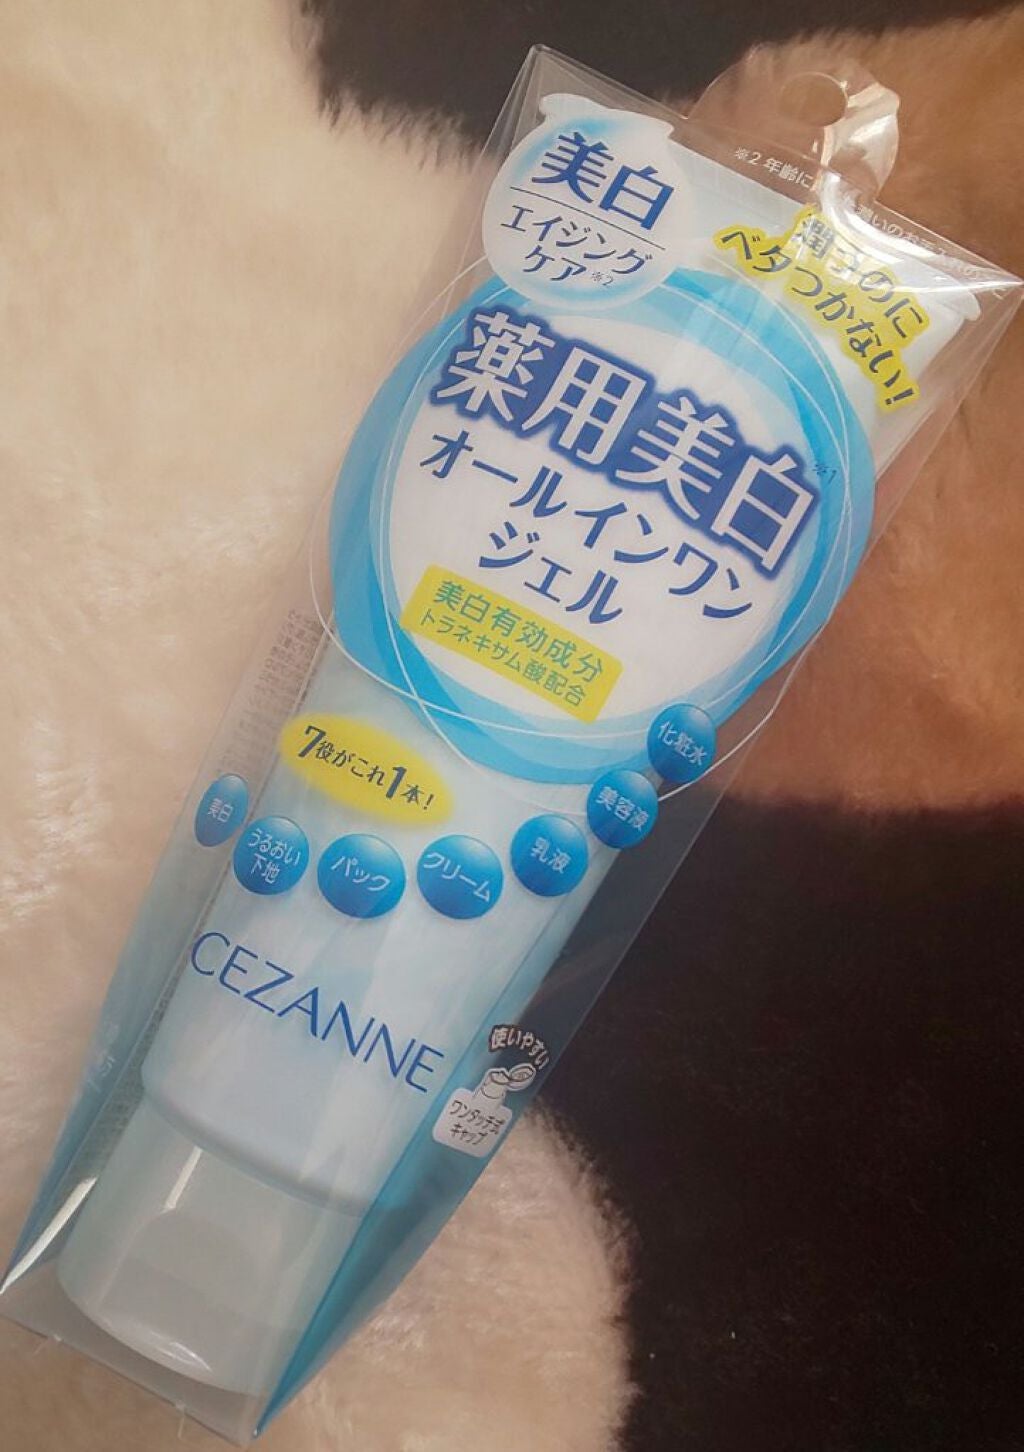 美白
エイジング
ケア※2
※2 年齢に
潤うのに
ベタつかない!
薬用美白※1
オールインワン
ジェル
美白有効成分
トラネキサム酸配合
7役がこれ1本!
化粧水
美容液
乳液
クリーム
パック
うるおい
下地
美白
CEZANNE
使いやすい
ワンタッチ式
キャップ